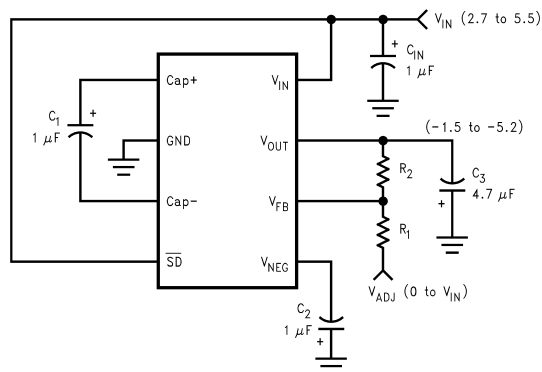 V_IN (2.7 to 5.5)
+
C_IN
1 μF
Cap+
V_IN
C_1
+
1 μF
GND
V_OUT
(−1.5 to −5.2)
R_2
C_3
4.7 μF
+
Cap−
V_FB
R_1
SD
V_NEG
V_ADJ (0 to V_IN)
C_2
1 μF
+